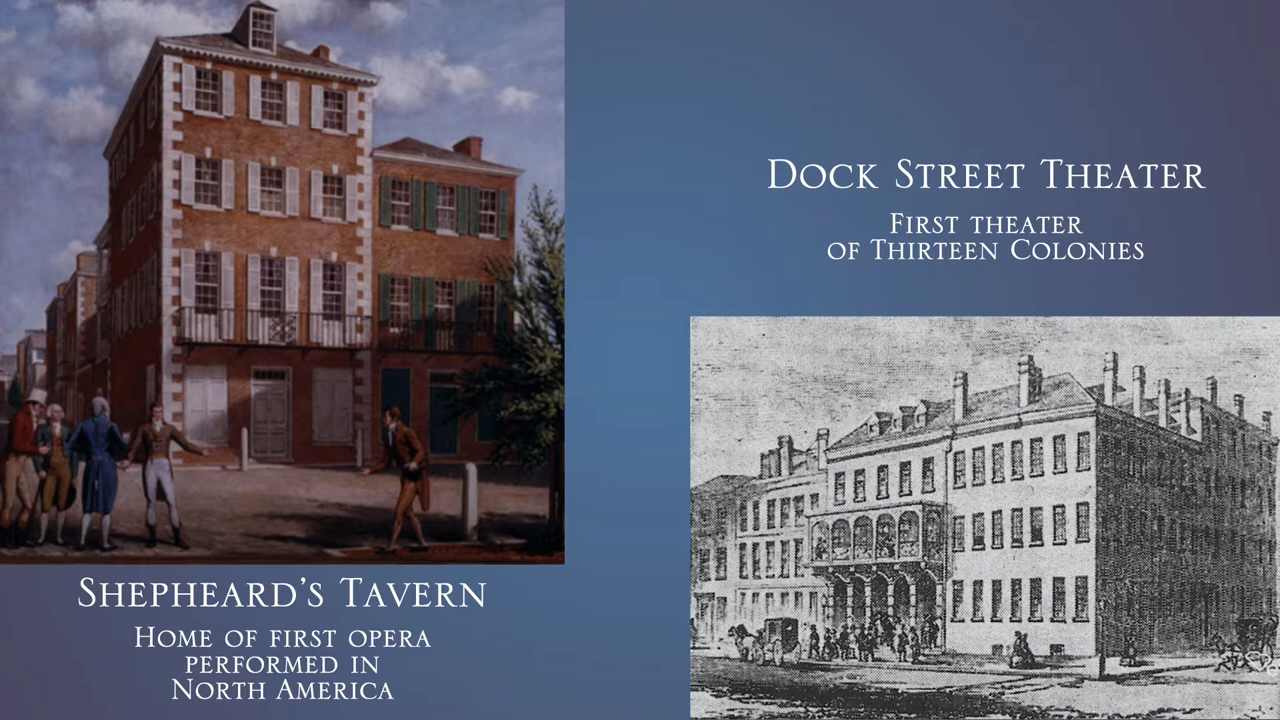 Shepheard's Tavern
Home of first opera
performed in
North America
Dock Street Theater
First theater
of Thirteen Colonies